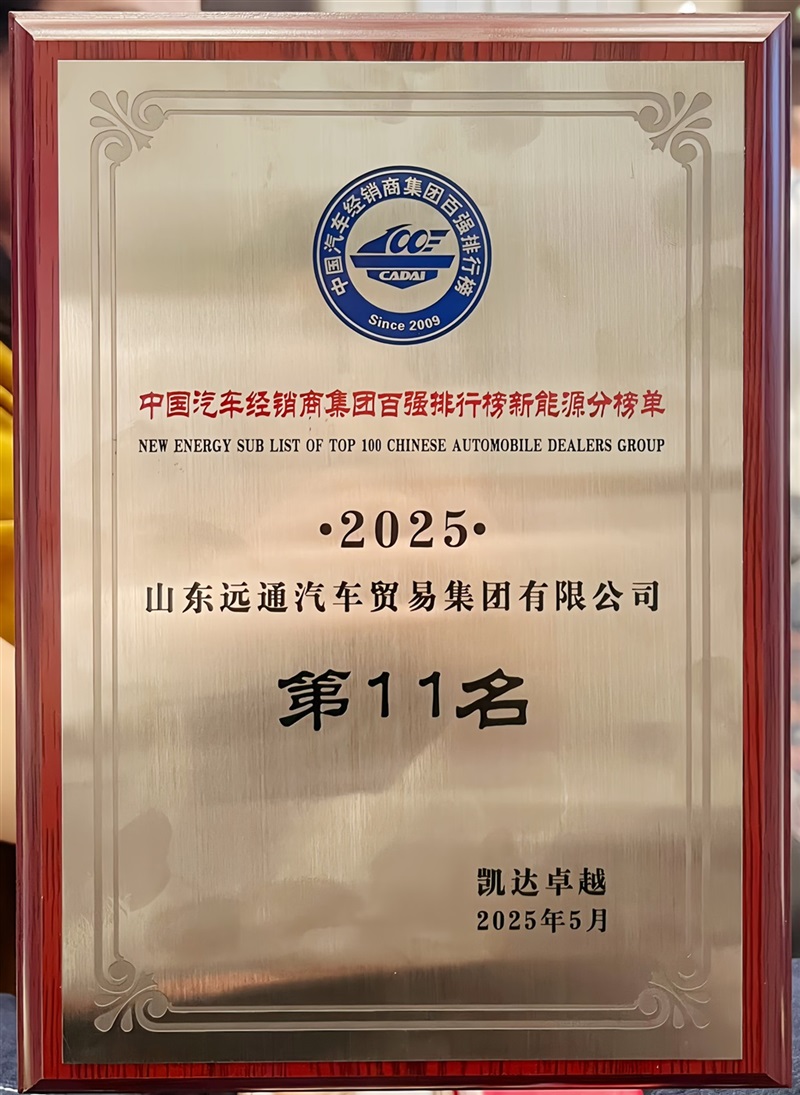 中国汽车经销商集团百强排行榜
100
CADAI
Since 2009
中国汽车经销商集团百强排行榜新能源分榜单
NEW ENERGY SUB LIST OF TOP 100 CHINESE AUTOMOBILE DEALERS GROUP
·2025·
山东远通汽车贸易集团有限公司
第11名
凯达卓越
2025年5月